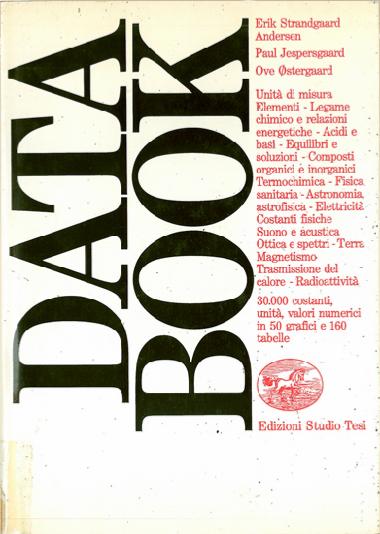 DATA
BOOK
Erik Strandgaard
Andersen
Paul Jespersgaard
Ove Østergaard
Unità di misura
Elementi - Legame
chimico e relazioni
energetiche - Acidi e
basi - Equilibri e
soluzioni - Composti
organici e inorganici
Termochimica - Fisica
sanitaria - Astronomia
astrofisica - Elettricità
Costanti fisiche
Suono e acustica
Ottica e spettri - Terra
Magnetismo
Trasmissione del
calore - Radioattività
30.000 costanti,
unità, valori numerici
in 50 grafici e 160
tabelle
Edizioni Studio Tesi